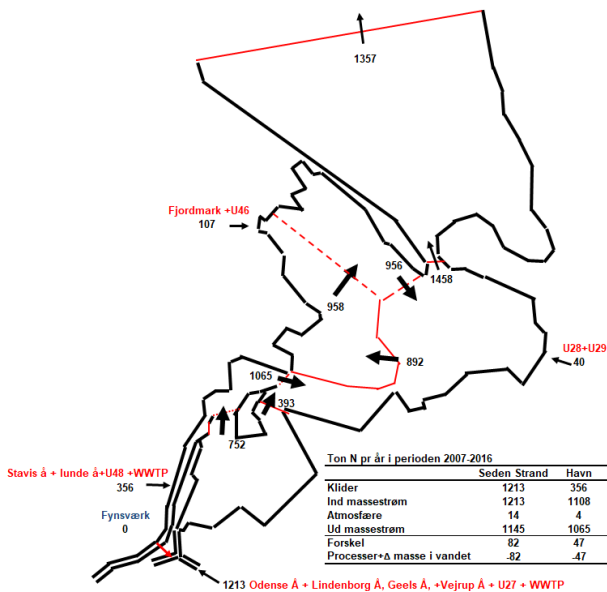 1357
Fjordmark +U46
107
956
1458
958
U28+U29
40
892
1065
393
752
Stavis å + lunde å+U48 +WWTP
356
Fynsværk
0
1213 Odense Å + Lindenborg Å, Geels Å, +Vejrup Å + U27 + WWTP
Ton N pr år i perioden 2007-2016
Seden Strand Havn
Klider 1213 356
Ind massestrøm 1213 1108
Atmosfære 14 4
Ud massestrøm 1145 1065
Forskel 82 47
Processer+Δ masse i vandet -82 -47